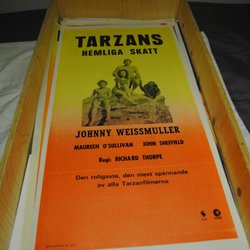 TARZANS
HEMLIGA SKATT
JOHNNY WEISSMULLER
MAUREEN O'SULLIVAN JOHN SHEFFIELD
Regi: RICHARD THORPE
Den roligaste, den mest spännande
av alla Tarzanfilmerna